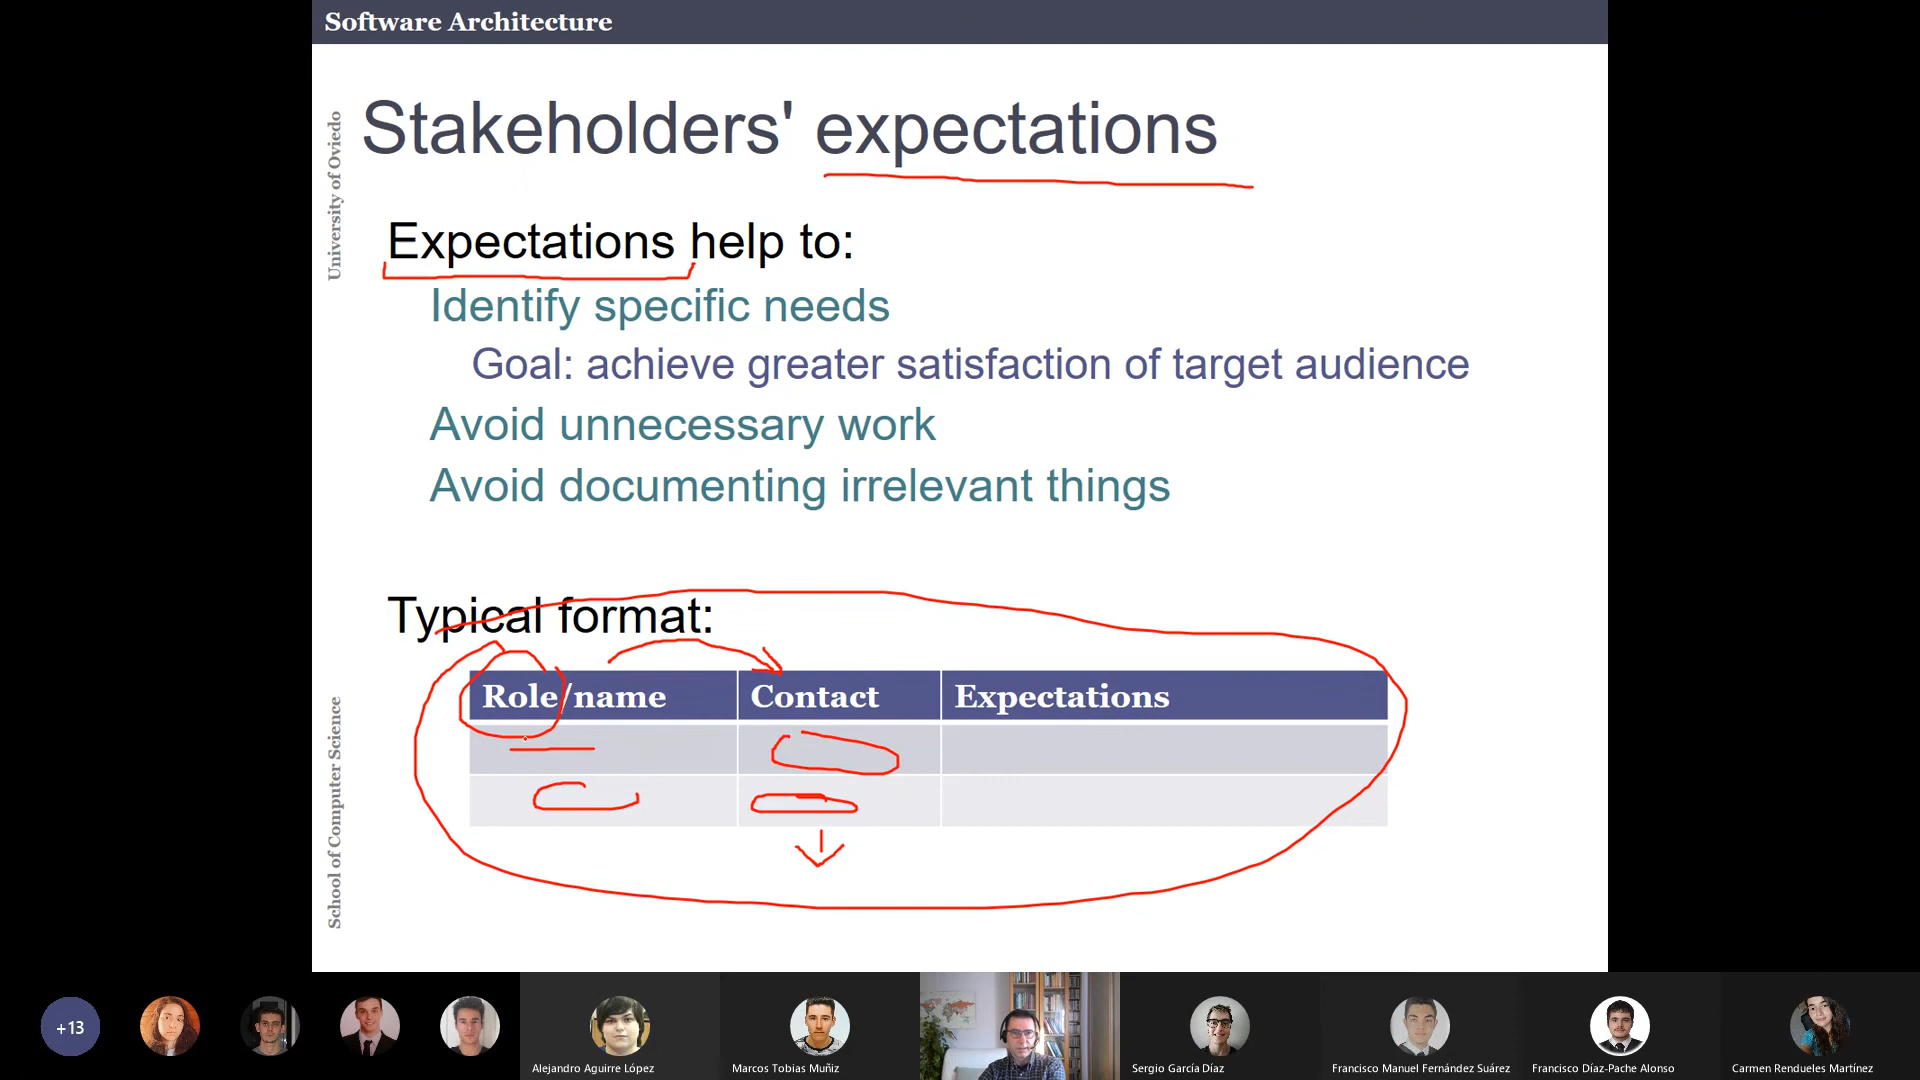 Software Architecture
University of Oviedo
Stakeholders' expectations
Expectations help to:
Identify specific needs
Goal: achieve greater satisfaction of target audience
Avoid unnecessary work
Avoid documenting irrelevant things
Typical format:
Role/name Contact Expectations
School of Computer Science
+13
Alejandro Aguirre López
Marcos Tobias Muñiz
Sergio García Díaz
Francisco Manuel Fernández Suárez
Francisco Díaz-Pache Alonso
Carmen Rendueles Martínez